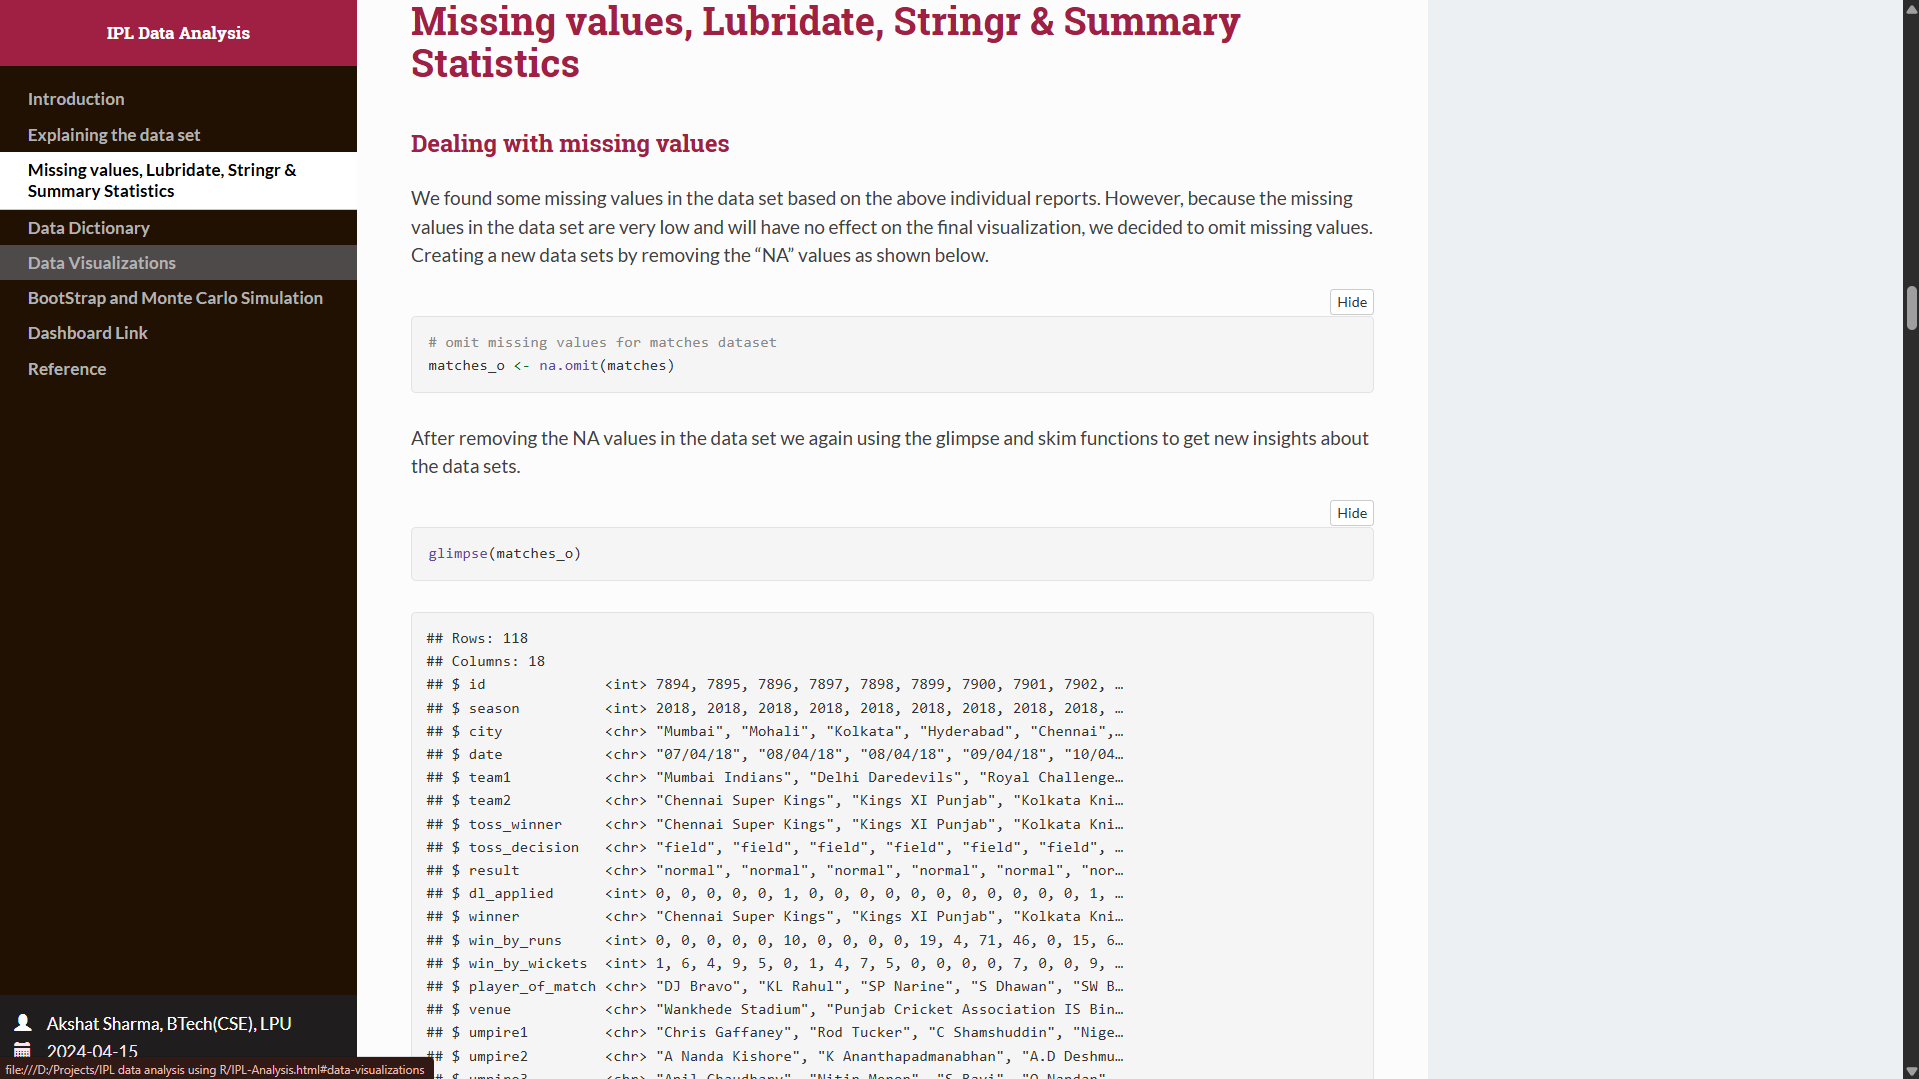 IPL Data Analysis
Introduction
Explaining the data set
Missing values, Lubridate, Stringr &
Summary Statistics
Data Dictionary
Data Visualizations
BootStrap and Monte Carlo Simulation
Dashboard Link
Reference
Akshat Sharma, BTech(CSE), LPU
2024-04-15
file:///D:/Projects/IPL data analysis using R/IPL-Analysis.html#data-visualizations
Missing values, Lubridate, Stringr & Summary
Statistics
Dealing with missing values
We found some missing values in the data set based on the above individual reports. However, because the missing
values in the data set are very low and will have no effect on the final visualization, we decided to omit missing values.
Creating a new data sets by removing the “NA” values as shown below.
Hide
# omit missing values for matches dataset
matches_o <- na.omit(matches)
After removing the NA values in the data set we again using the glimpse and skim functions to get new insights about
the data sets.
Hide
glimpse(matches_o)
## Rows: 118
## Columns: 18
## $ id              <int> 7894, 7895, 7896, 7897, 7898, 7899, 7900, 7901, 7902, …
## $ season          <int> 2018, 2018, 2018, 2018, 2018, 2018, 2018, 2018, 2018, …
## $ city            <chr> "Mumbai", "Mohali", "Kolkata", "Hyderabad", "Chennai",…
## $ date            <chr> "07/04/18", "08/04/18", "08/04/18", "09/04/18", "10/04…
## $ team1           <chr> "Mumbai Indians", "Delhi Daredevils", "Royal Challenge…
## $ team2           <chr> "Chennai Super Kings", "Kings XI Punjab", "Kolkata Kni…
## $ toss_winner     <chr> "Chennai Super Kings", "Kings XI Punjab", "Kolkata Kni…
## $ toss_decision   <chr> "field", "field", "field", "field", "field", "field", …
## $ result          <chr> "normal", "normal", "normal", "normal", "normal", "nor…
## $ dl_applied      <int> 0, 0, 0, 0, 0, 1, 0, 0, 0, 0, 0, 0, 0, 0, 0, 0, 1, …
## $ winner          <chr> "Chennai Super Kings", "Kings XI Punjab", "Kolkata Kni…
## $ win_by_runs     <int> 0, 0, 0, 0, 0, 10, 0, 0, 0, 0, 19, 4, 71, 46, 0, 15, 6…
## $ win_by_wickets  <int> 1, 6, 4, 9, 5, 0, 1, 4, 7, 5, 0, 0, 0, 0, 7, 0, 0, 9, …
## $ player_of_match <chr> "DJ Bravo", "KL Rahul", "SP Narine", "S Dhawan", "SW B…
## $ venue           <chr> "Wankhede Stadium", "Punjab Cricket Association IS Bin…
## $ umpire1         <chr> "Chris Gaffaney", "Rod Tucker", "C Shamshuddin", "Nige…
## $ umpire2         <chr> "A Nanda Kishore", "K Ananthapadmanabhan", "A.D Deshmu…
## $ umpire3         <chr> "Anil Chaudhary", "Nitin Menon", "S Ravi", "O Nandan"